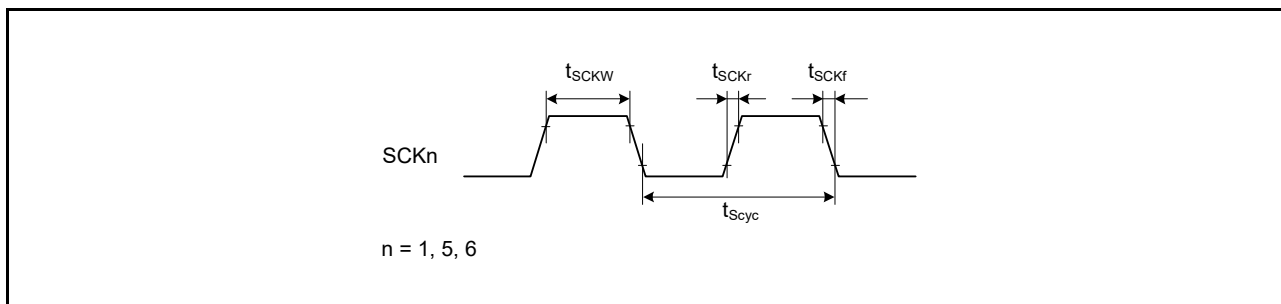 tSCKW
tSCKr
tSCKf
SCKn
tScyc
n = 1, 5, 6